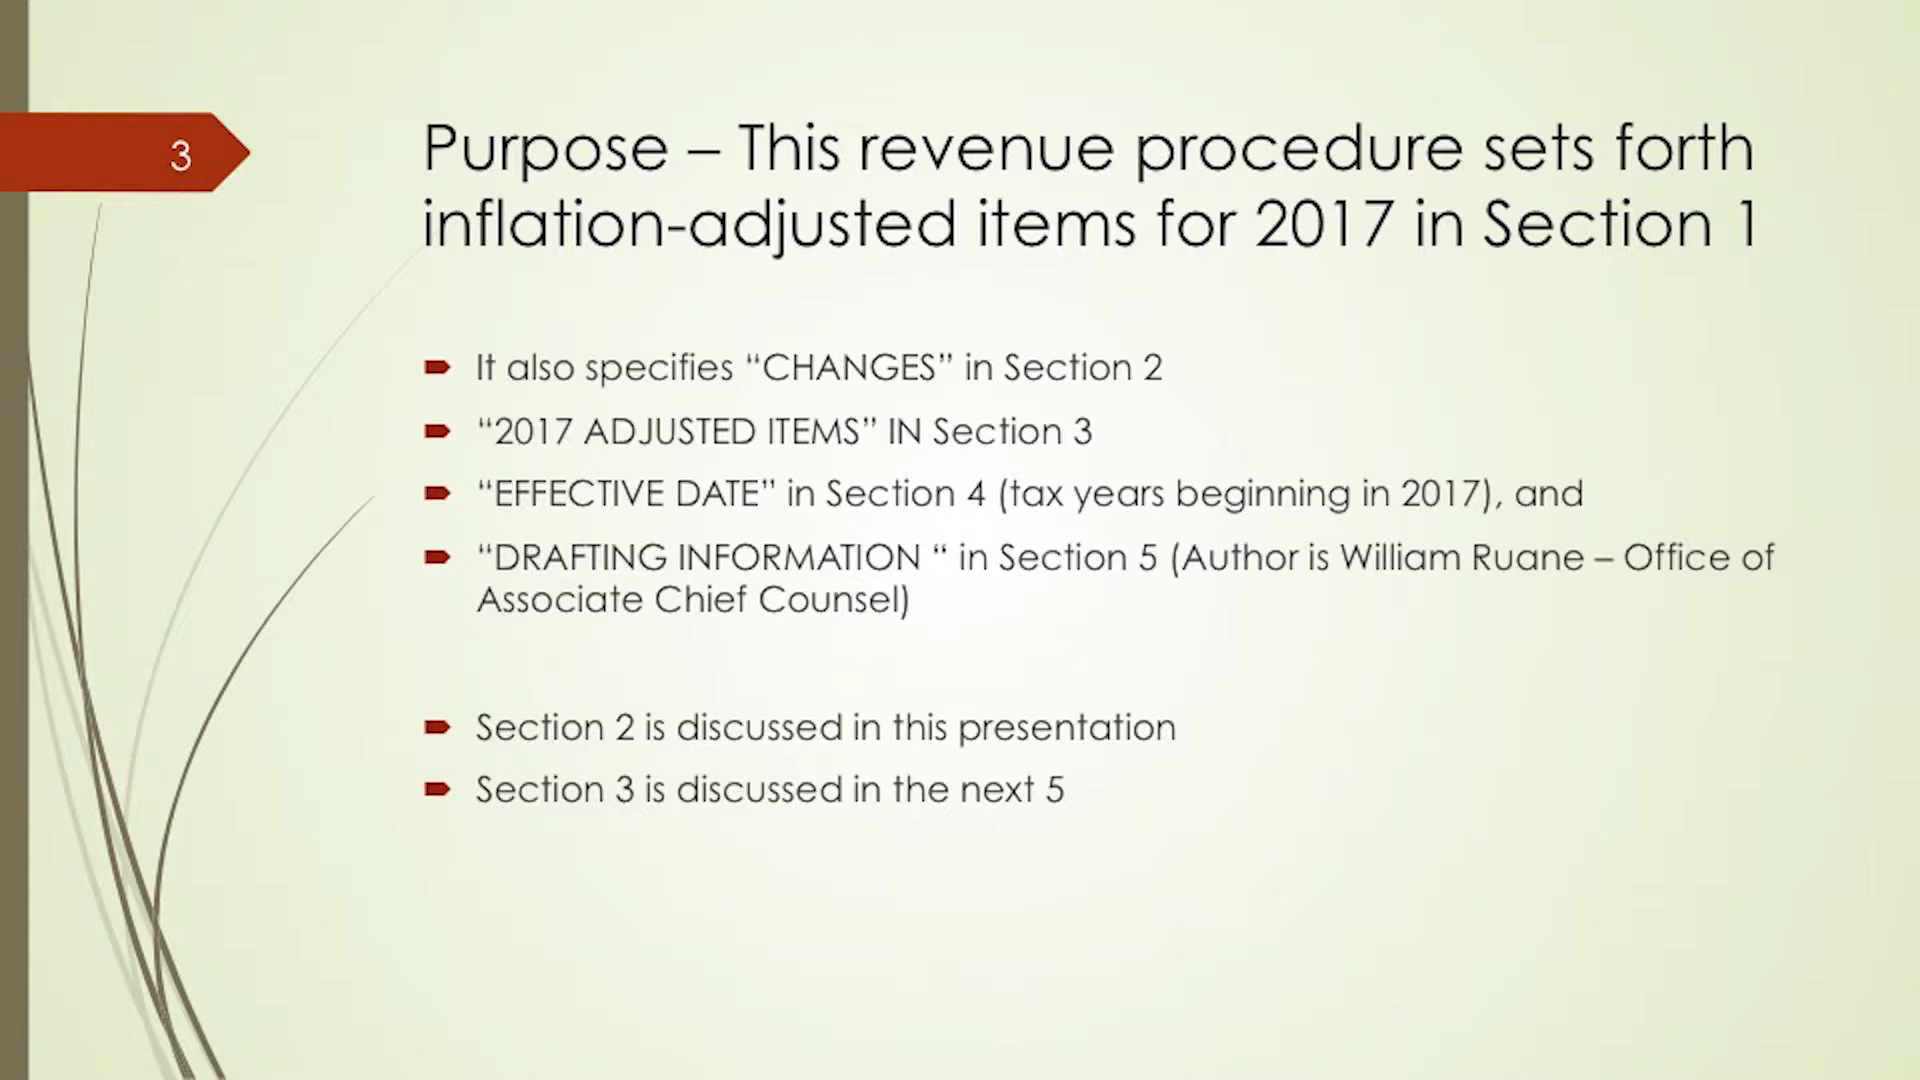 3
Purpose – This revenue procedure sets forth
inflation-adjusted items for 2017 in Section 1
It also specifies “CHANGES” in Section 2
“2017 ADJUSTED ITEMS” IN Section 3
“EFFECTIVE DATE” in Section 4 (tax years beginning in 2017), and
“DRAFTING INFORMATION “ in Section 5 (Author is William Ruane – Office of
Associate Chief Counsel)
Section 2 is discussed in this presentation
Section 3 is discussed in the next 5